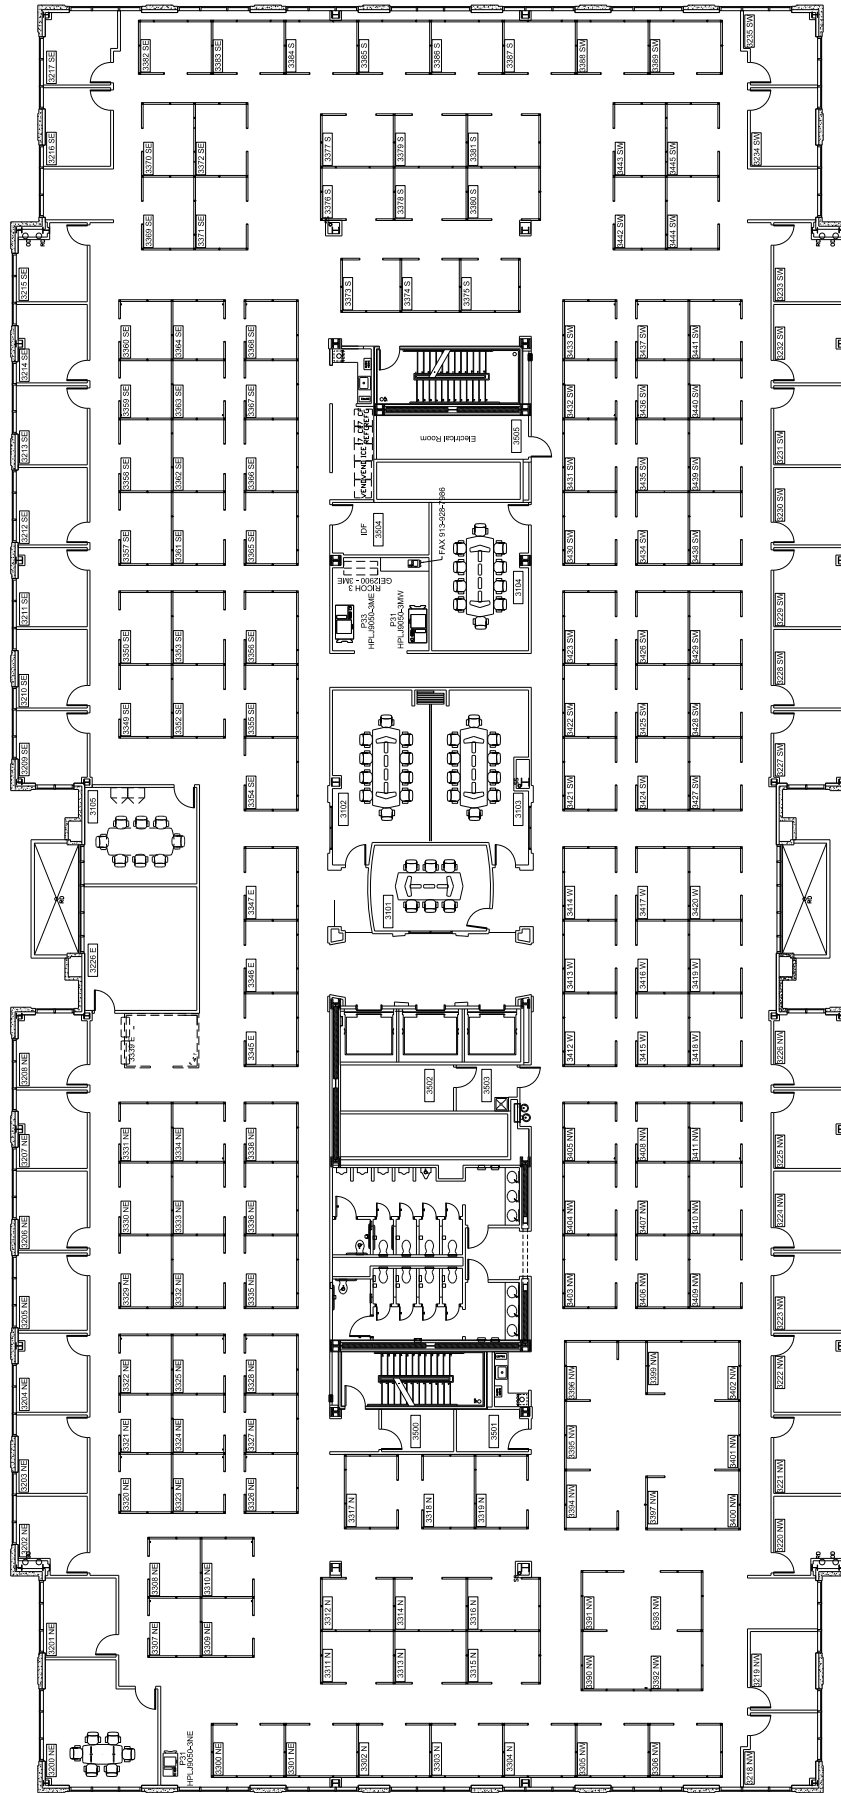 3217 SE
3382 SE
3383 SE
3384 S
3385 S
3386 S
3387 S
3388 SW
3389 SW
3235 SW
3216 SE
3370 SE
3372 SE
3377 S
3379 S
3381 S
3443 SW
3445 SW
3234 SW
3369 SE
3371 SE
3376 S
3378 S
3380 S
3442 SW
3444 SW
3215 SE
3373 S
3374 S
3375 S
3233 SW
3214 SE
3360 SE
3364 SE
3368 SE
3433 SW
3437 SW
3441 SW
3232 SW
3213 SE
3359 SE
3363 SE
3367 SE
3432 SW
3436 SW
3440 SW
3231 SW
Electrical Room
3505
3358 SE
3362 SE
3366 SE
3431 SW
3435 SW
3439 SW
3212 SE
3357 SE
3361 SE
3365 SE
IDF
3504
FAX 913-928-7986
3430 SW
3434 SW
3438 SW
3230 SW
3211 SE
RICOH 3
GEI2900 - 3ME
P33
HPLJ9050-3ME
P31
HPLJ9050-3MW
3104
3229 SW
3350 SE
3353 SE
3356 SE
3423 SW
3426 SW
3429 SW
3210 SE
3228 SW
3349 SE
3352 SE
3355 SE
3422 SW
3425 SW
3428 SW
3209 SE
3227 SW
3354 SE
3421 SW
3424 SW
3427 SW
3105
3102
3103
3347 E
3101
3414 W
3417 W
3420 W
3226 E
3346 E
3413 W
3416 W
3419 W
3339 E
3345 E
3412 W
3415 W
3418 W
3208 NE
3226 NW
3502
3503
3207 NE
3331 NE
3334 NE
3338 NE
3405 NW
3408 NW
3411 NW
3225 NW
3206 NE
3330 NE
3333 NE
3336 NE
3404 NW
3407 NW
3410 NW
3224 NW
3205 NE
3329 NE
3332 NE
3335 NE
3403 NW
3406 NW
3409 NW
3223 NW
3204 NE
3322 NE
3325 NE
3328 NE
3396 NW
3399 NW
3402 NW
3222 NW
3203 NE
3321 NE
3324 NE
3327 NE
3500
3501
3395 NW
3401 NW
3221 NW
3202 NE
3320 NE
3323 NE
3326 NE
3317 N
3318 N
3319 N
3394 NW
3397 NW
3400 NW
3220 NW
3308 NE
3310 NE
3201 NE
3307 NE
3309 NE
3312 N
3314 N
3316 N
3391 NW
3393 NW
3311 N
3313 N
3315 N
3390 NW
3392 NW
3219 NW
3200 NE
P31
HPLJ9050-3NE
3300 NE
3301 NE
3302 N
3303 N
3304 N
3305 NW
3306 NW
3218 NW